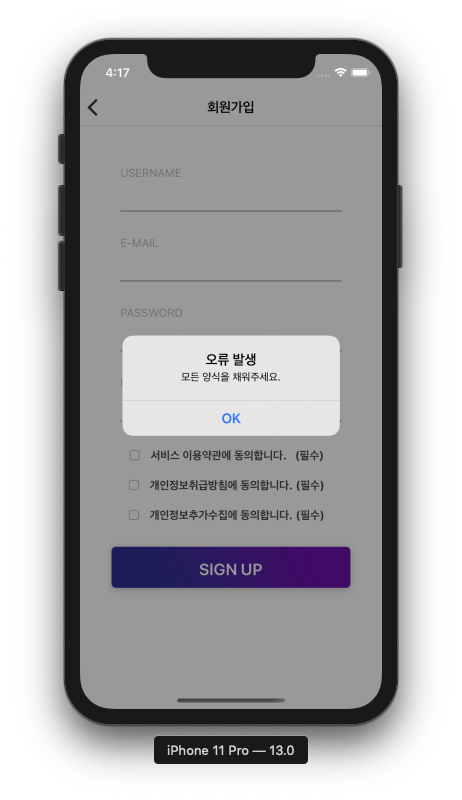 4:17
회원가입
USERNAME
E-MAIL
PASSWORD
오류 발생
모든 양식을 채워주세요.
OK
서비스 이용약관에 동의합니다. (필수)
개인정보취급방침에 동의합니다. (필수)
개인정보추가수집에 동의합니다. (필수)
SIGN UP
iPhone 11 Pro — 13.0